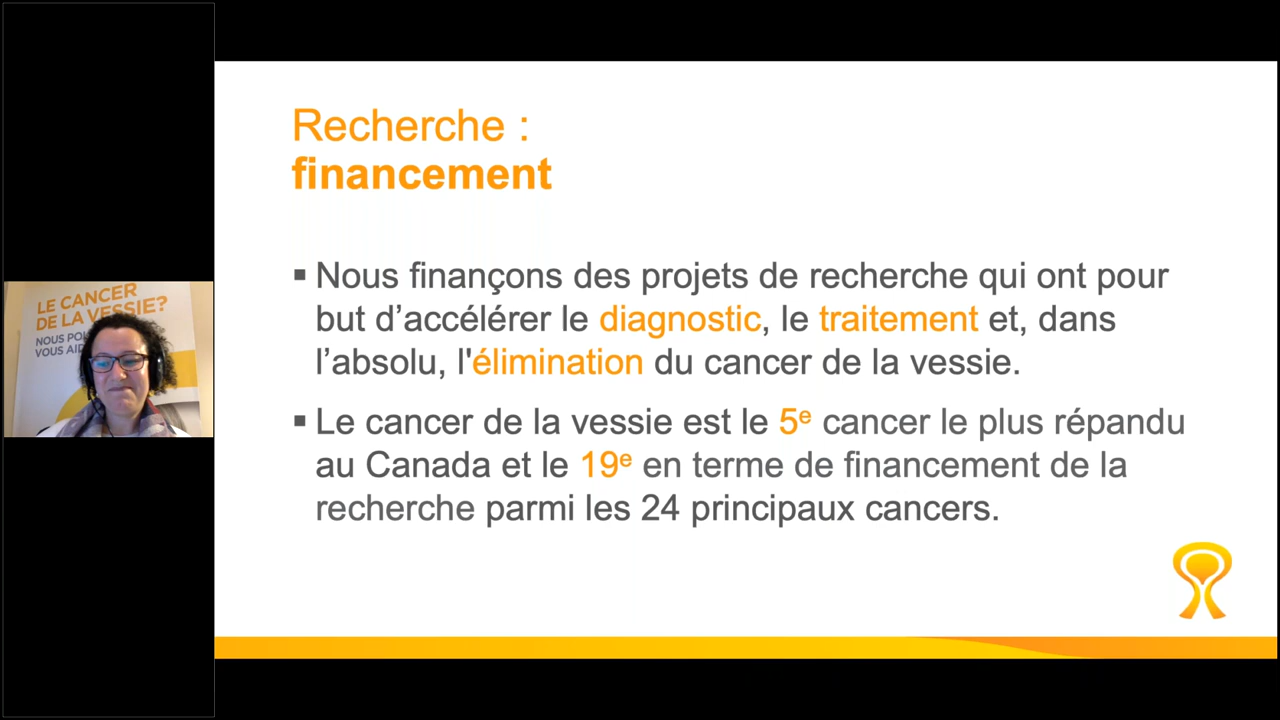 Recherche :
financement
▪ Nous finançons des projets de recherche qui ont pour
but d’accélérer le diagnostic, le traitement et, dans
l’absolu, l'élimination du cancer de la vessie.
▪ Le cancer de la vessie est le 5e cancer le plus répandu
au Canada et le 19e en terme de financement de la
recherche parmi les 24 principaux cancers.
LE CANCER
DE LA VESSIE?
NOUS
VOUS